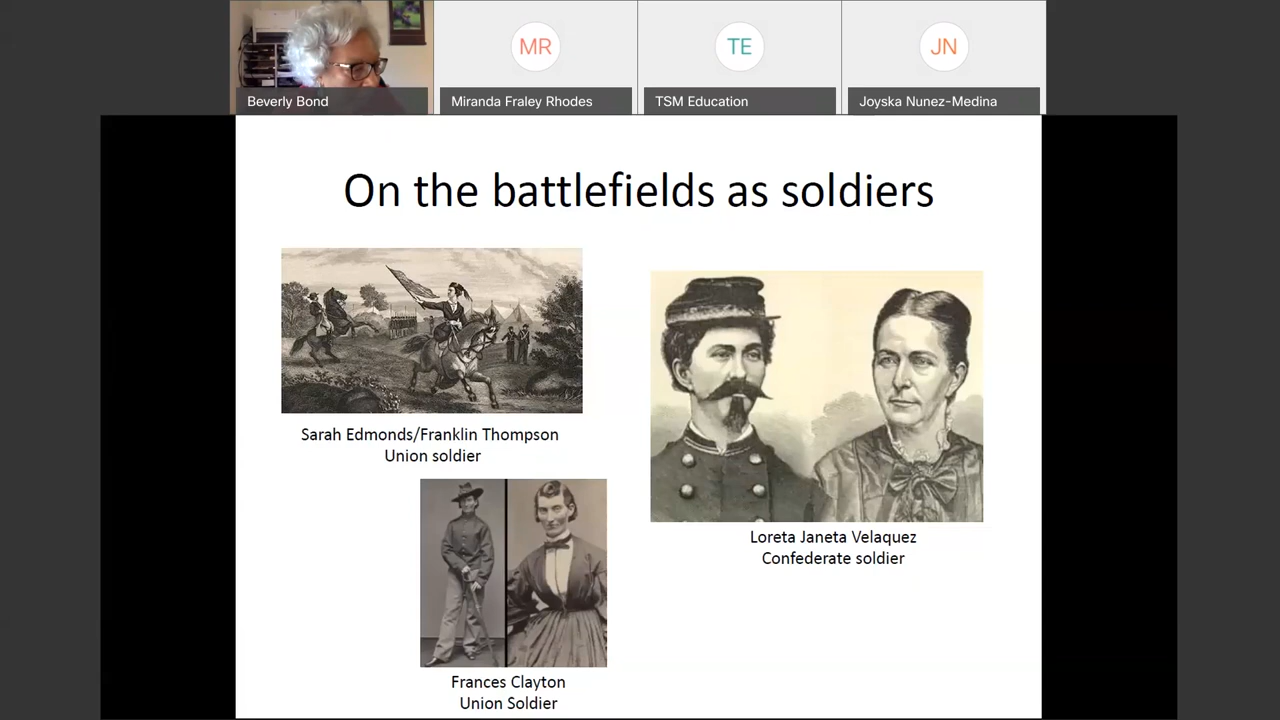 MR
TE
JN
Beverly Bond
Miranda Fraley Rhodes
TSM Education
Joyska Nunez-Medina
On the battlefields as soldiers
Sarah Edmonds/Franklin Thompson
Union soldier
Loreta Janeta Velaquez
Confederate soldier
Frances Clayton
Union Soldier